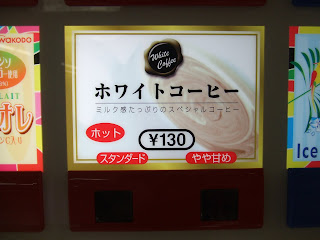 White
Coffee
ホワイトコーヒー
ミルク感たっぷりのスペシャルコーヒー
ホット
¥130
スタンダード
やや甘め
WAKODO
オレ
Ice